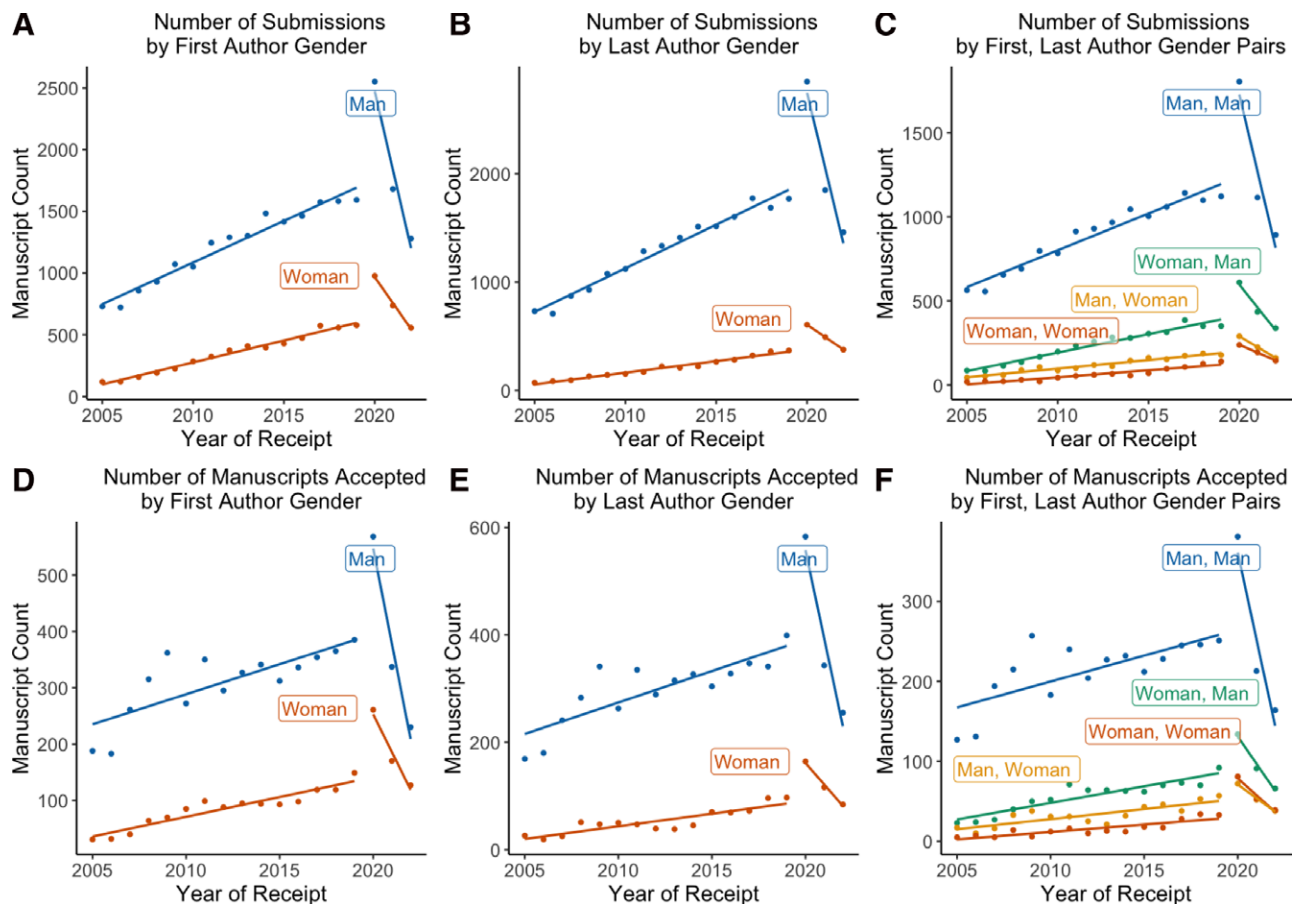 A
Number of Submissions
by First Author Gender
Manuscript Count
2500
2000
1500
1000
500
0
Man
Woman
2005 2010 2015 2020
Year of Receipt
B
Number of Submissions
by Last Author Gender
Manuscript Count
2000
1000
0
Man
Woman
2005 2010 2015 2020
Year of Receipt
C
Number of Submissions
by First, Last Author Gender Pairs
Manuscript Count
1500
1000
500
0
Man, Man
Woman, Man
Man, Woman
Woman, Woman
2005 2010 2015 2020
Year of Receipt
D
Number of Manuscripts Accepted
by First Author Gender
Manuscript Count
500
400
300
200
100
Man
Woman
2005 2010 2015 2020
Year of Receipt
E
Number of Manuscripts Accepted
by Last Author Gender
Manuscript Count
600
400
200
0
Man
Woman
2005 2010 2015 2020
Year of Receipt
F
Number of Manuscripts Accepted
by First, Last Author Gender Pairs
Manuscript Count
300
200
100
0
Man, Man
Woman, Man
Woman, Woman
Man, Woman
2005 2010 2015 2020
Year of Receipt